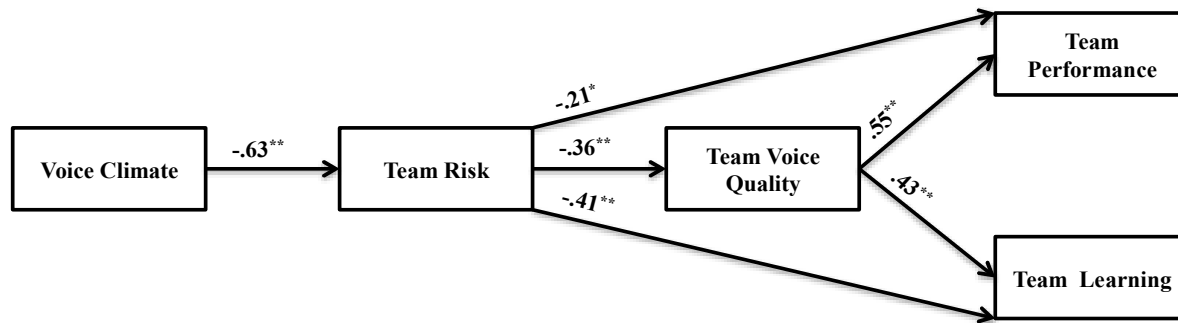 Team
Performance
-.21*
.55**
-.63**
-.36**
Voice Climate
Team Risk
Team Voice
Quality
-.41**
.43**
Team Learning